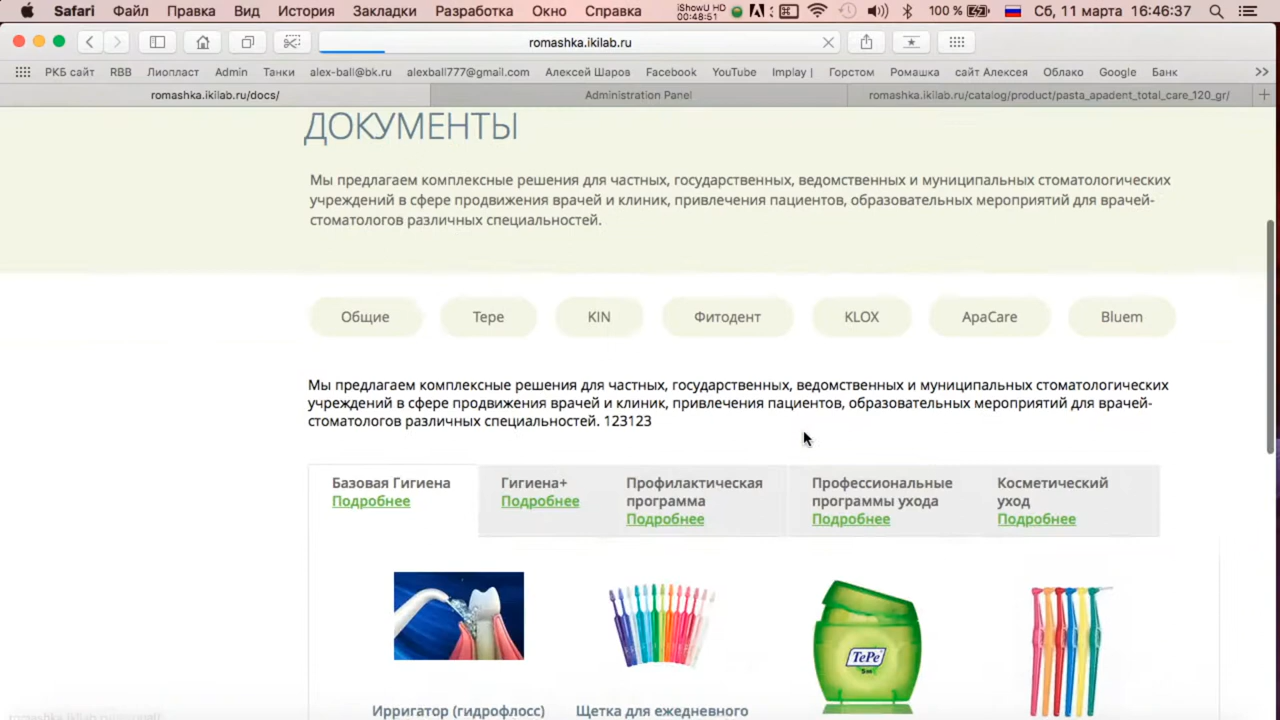 Safari Файл Правка Вид История Закладки Разработка Окно Справка iShowU HD 00:48:51 100 % Сб, 11 марта 16:46:37
romashka.ikilab.ru
РКБ сайт RBB Лиопласт Admin Танки alex-ball@bk.ru alexball777@gmail.com Алексей Шаров Facebook YouTube Implay | Горстом Ромашка сайт Алексея Облако Google Банк
romashka.ikilab.ru/docs/ Administration Panel romashka.ikilab.ru/catalog/product/pasta_apadent_total_care_120_gr/
ДОКУМЕНТЫ
Мы предлагаем комплексные решения для частных, государственных, ведомственных и муниципальных стоматологических
учреждений в сфере продвижения врачей и клиник, привлечения пациентов, образовательных мероприятий для врачей-
стоматологов различных специальностей.
Общие Tepe KIN Фитодент KLOX ApaCare Bluem
Мы предлагаем комплексные решения для частных, государственных, ведомственных и муниципальных стоматологических
учреждений в сфере продвижения врачей и клиник, привлечения пациентов, образовательных мероприятий для врачей-
стоматологов различных специальностей. 123123
Базовая Гигиена
Подробнее
Гигиена+
Подробнее
Профилактическая
программа
Подробнее
Профессиональные
программы ухода
Подробнее
Косметический
уход
Подробнее
TePe
Ирригатор (гидрофлосс) Щетка для ежедневного